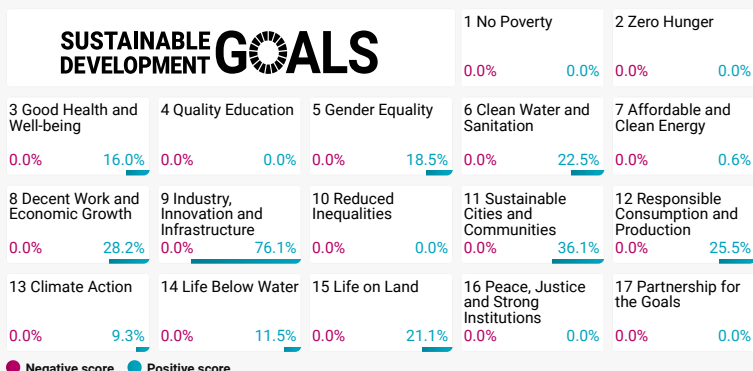 SUSTAINABLE
DEVELOPMENT
GOALS
1 No Poverty
0.0% 0.0%
2 Zero Hunger
0.0% 0.0%
3 Good Health and
Well-being
0.0% 16.0%
4 Quality Education
0.0% 0.0%
5 Gender Equality
0.0% 18.5%
6 Clean Water and
Sanitation
0.0% 22.5%
7 Affordable and
Clean Energy
0.0% 0.6%
8 Decent Work and
Economic Growth
0.0% 28.2%
9 Industry,
Innovation and
Infrastructure
0.0% 76.1%
10 Reduced
Inequalities
0.0% 0.0%
11 Sustainable
Cities and
Communities
0.0% 36.1%
12 Responsible
Consumption and
Production
0.0% 25.5%
13 Climate Action
0.0% 9.3%
14 Life Below Water
0.0% 11.5%
15 Life on Land
0.0% 21.1%
16 Peace, Justice
and Strong
Institutions
0.0% 0.0%
17 Partnership for
the Goals
0.0% 0.0%
Negative score Positive score